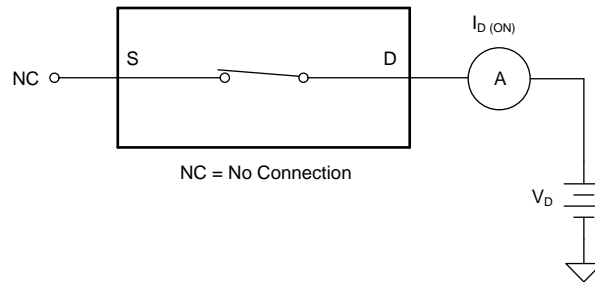 I_D (ON)
S
D
NC
A
NC = No Connection
V_D